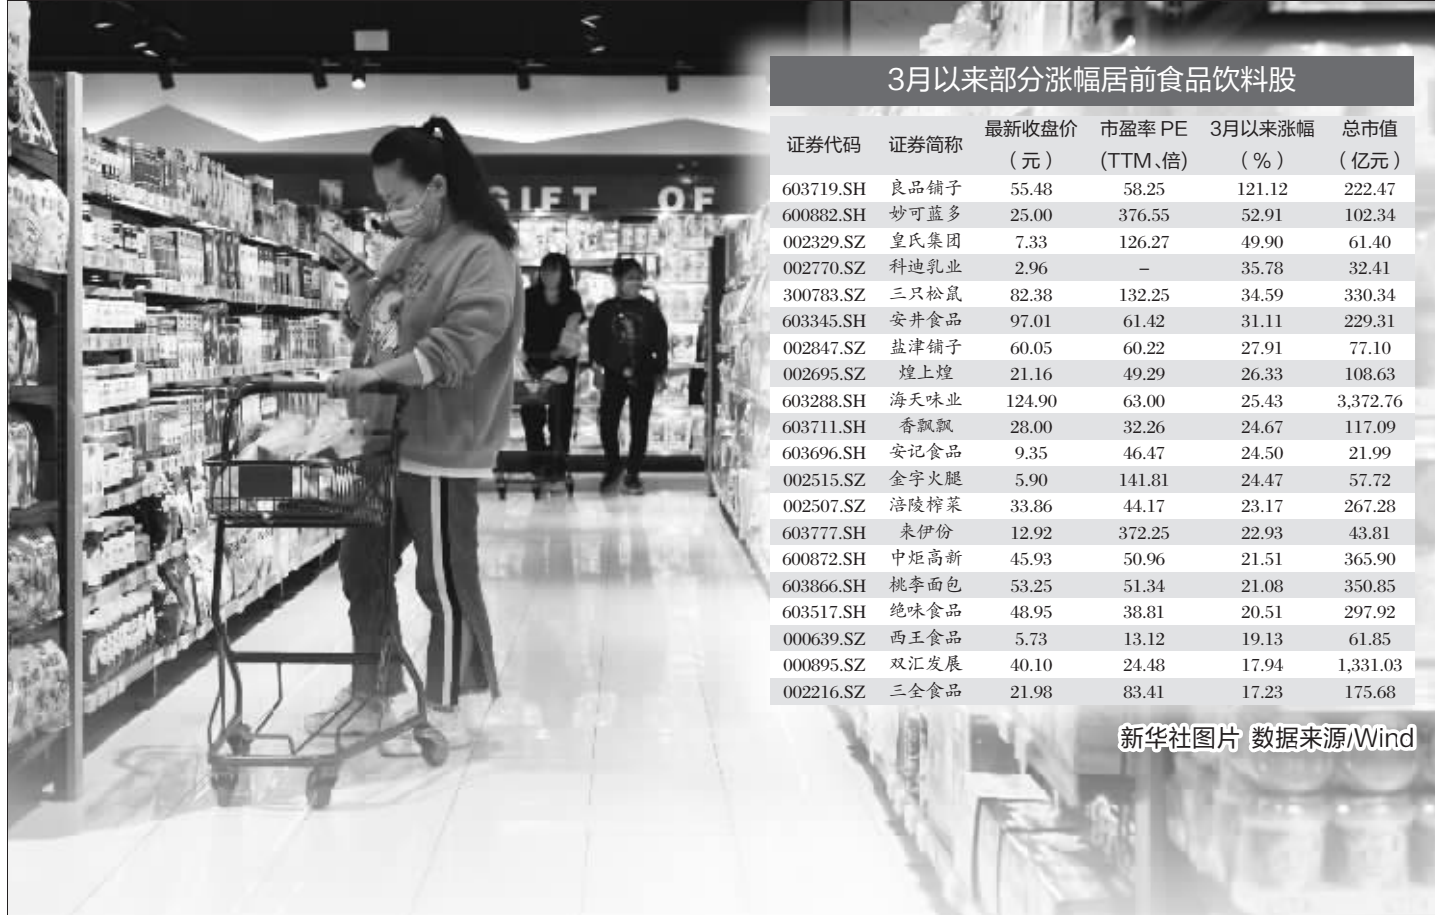 GIFT OF
3月以来部分涨幅居前食品饮料股
证券代码 证券简称 最新收盘价(元) 市盈率 PE(TTM、倍) 3月以来涨幅(%) 总市值(亿元)
603719.SH 良品铺子 55.48 58.25 121.12 222.47
600882.SH 妙可蓝多 25.00 376.55 52.91 102.34
002329.SZ 皇氏集团 7.33 126.27 49.90 61.40
002770.SZ 科迪乳业 2.96 – 35.78 32.41
300783.SZ 三只松鼠 82.38 132.25 34.59 330.34
603345.SH 安井食品 97.01 61.42 31.11 229.31
002847.SZ 盐津铺子 60.05 60.22 27.91 77.10
002695.SZ 煌上煌 21.16 49.29 26.33 108.63
603288.SH 海天味业 124.90 63.00 25.43 3,372.76
603711.SH 香飘飘 28.00 32.26 24.67 117.09
603696.SH 安记食品 9.35 46.47 24.50 21.99
002515.SZ 金字火腿 5.90 141.81 24.47 57.72
002507.SZ 涪陵榨菜 33.86 44.17 23.17 267.28
603777.SH 来伊份 12.92 372.25 22.93 43.81
600872.SH 中炬高新 45.93 50.96 21.51 365.90
603866.SH 桃李面包 53.25 51.34 21.08 350.85
603517.SH 绝味食品 48.95 38.81 20.51 297.92
000639.SZ 西王食品 5.73 13.12 19.13 61.85
000895.SZ 双汇发展 40.10 24.48 17.94 1,331.03
002216.SZ 三全食品 21.98 83.41 17.23 175.68
新华社图片 数据来源/Wind